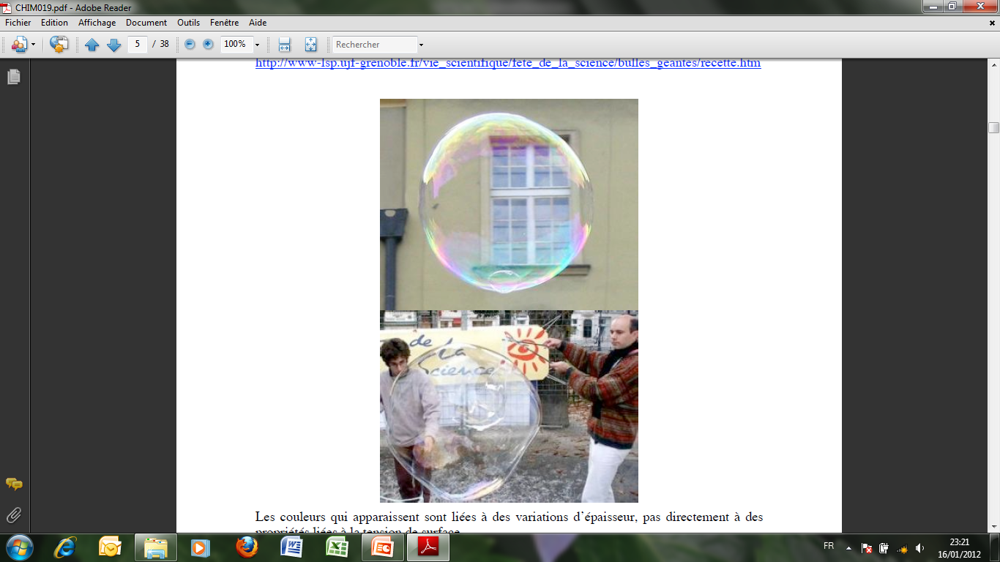 CHIM019.pdf - Adobe Reader
Fichier Edition Affichage Document Outils Fenêtre Aide
5 / 38 100% Rechercher
http://www-lsp.ujf-grenoble.fr/vie_scientifique/fete_de_la_science/bulles_geantes/recette.htm
de
la
Science
Les couleurs qui apparaissent sont liées à des variations d'épaisseur, pas directement à des
propriétés liées à la tension de surface
FR
23:21
16/01/2012